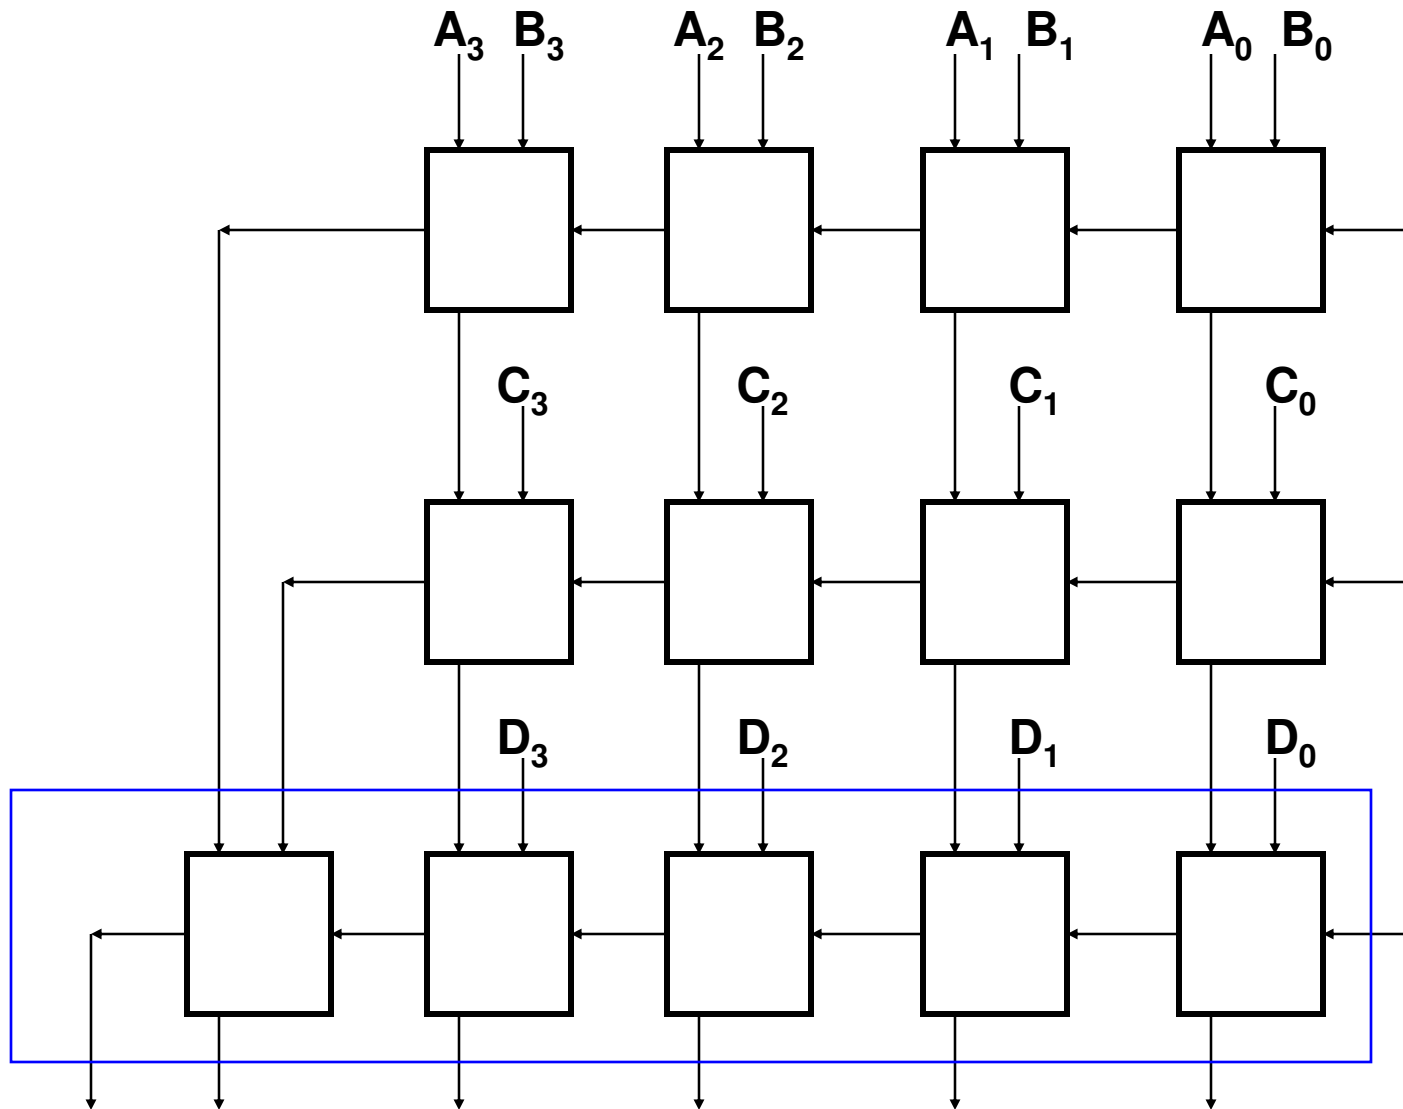 A₃ B₃ A₂ B₂ A₁ B₁ A₀ B₀
C₃ C₂ C₁ C₀
D₃ D₂ D₁ D₀